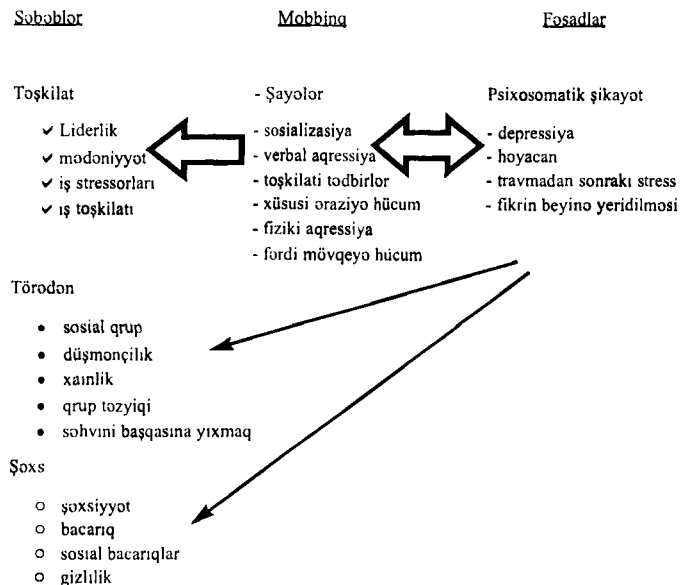 Səbəblər
Mobbinq
Fəsadlar
Təşkilat
✓ Liderlik
✓ mədəniyyət
✓ iş stressorları
✓ iş təşkilatı
- Şayələr
- sosializasiya
- verbal aqressiya
- təşkilati tədbirlər
- xüsusi əraziyə hücum
- fiziki aqressiya
- fərdi mövqeyə hücum
Psixosomatik şikayət
- depressiya
- həyacan
- travmadan sonrakı stress
- fikrin beyinə yeridilməsi
Törədən
• sosial qrup
• düşmənçilik
• xainlik
• qrup təzyiqi
• səhvini başqasına yıxmaq
Şəxs
○ şəxsiyyət
○ bacarıq
○ sosial bacarıqlar
○ gizlilik